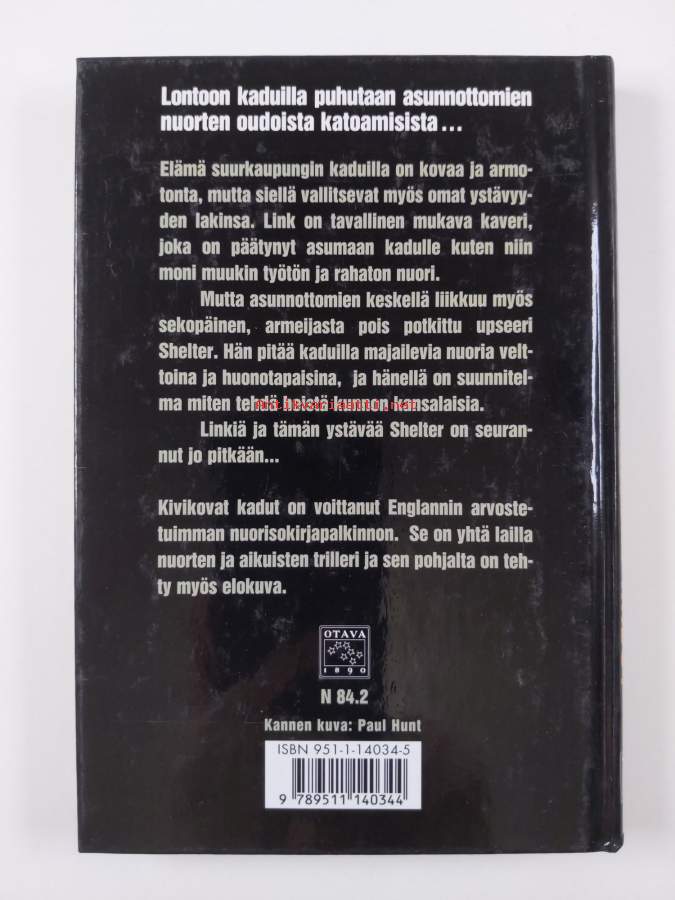 Lontoon kaduilla puhutaan asunnottomien
nuorten oudoista katoamisista...
Elämä suurkaupungin kaduilla on kovaa ja armo-
tonta, mutta siellä vallitsevat myös omat ystävyy-
den lakinsa. Link on tavallinen mukava kaveri,
joka on päätynyt asumaan kadulle kuten niin
moni muukin työtön ja rahaton nuori.
Mutta asunnottomien keskellä liikkuu myös
sekopäinen, armeijasta pois potkittu upseeri
Shelter. Hän pitää kaduilla majailevia nuoria velt-
toina ja huonotapaisina, ja hänellä on suunnitel-
ma miten tehdä heistä kunnon kansalaisia.
Antikvariaatti.net
Linkiä ja tämän ystävää Shelter on seuran-
nut jo pitkään...
Kivikovat kadut on voittanut Englannin arvoste-
tuimman nuorisokirjapalkinnon. Se on yhtä lailla
nuorten ja aikuisten trilleri ja sen pohjalta on teh-
ty myös elokuva.
OTAVA
1890
N 84.2
Kannen kuva: Paul Hunt
ISBN 951-1-14034-5
9 789511 140344